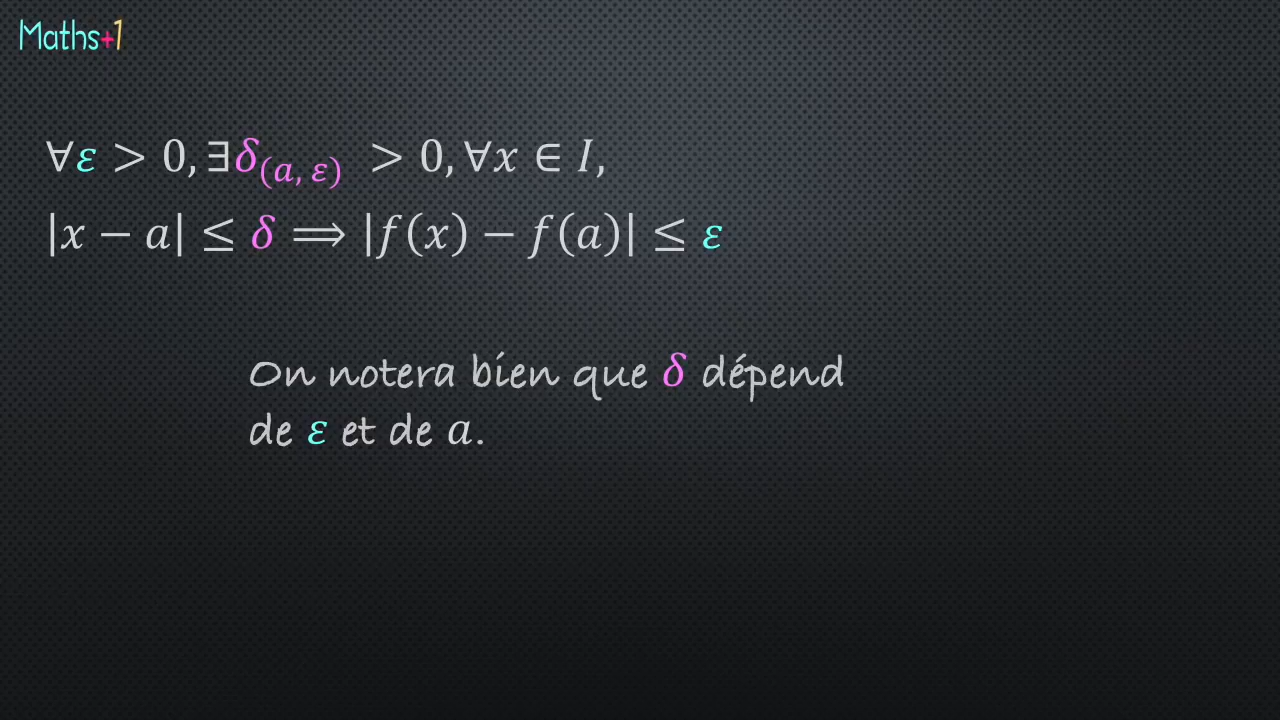 Maths+1
∀ε > 0, ∃δ₍ₐ, ε₎ > 0, ∀x ∈ I,
|x − a| ≤ δ ⟹ |f(x) − f(a)| ≤ ε
On notera bien que δ dépend
de ε et de a.